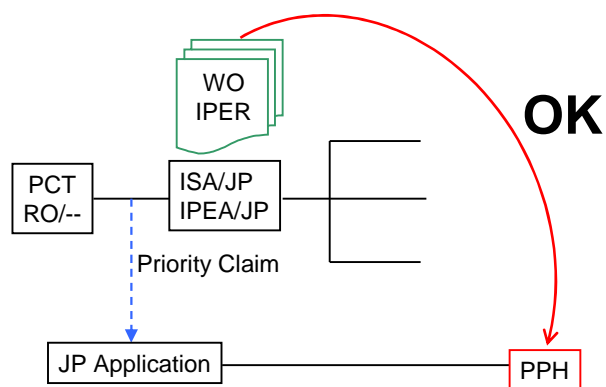 WO
IPER
OK
PCT
RO/--
ISA/JP
IPEA/JP
Priority Claim
JP Application
PPH